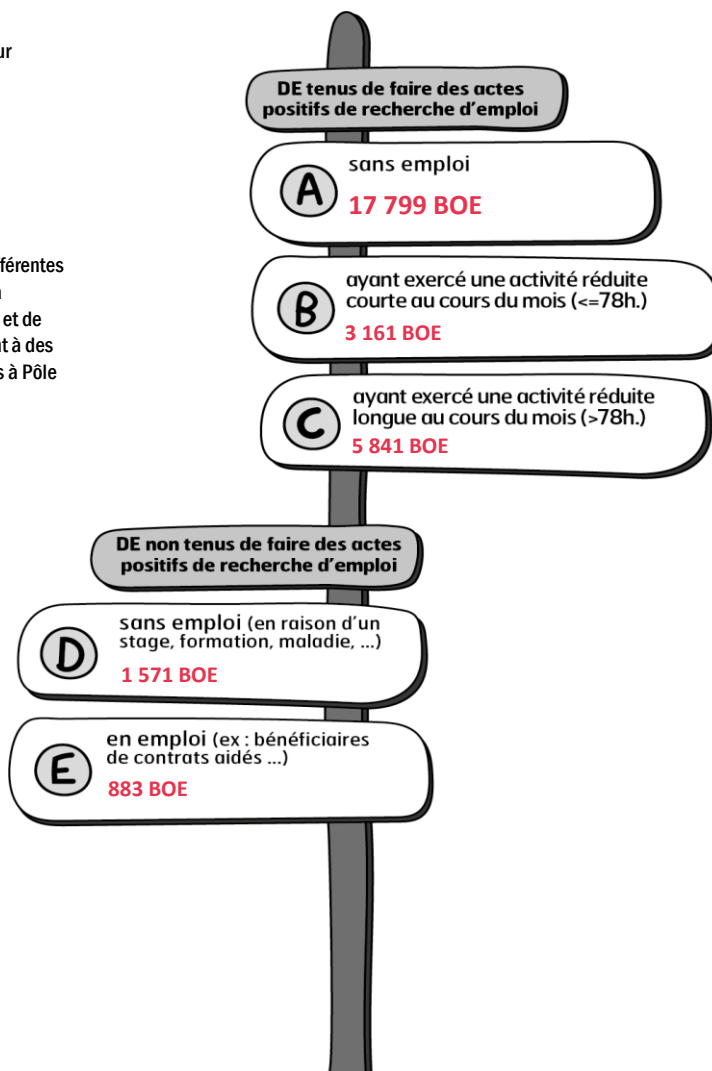 ur
DE tenus de faire des actes
positifs de recherche d'emploi
A
sans emploi
17 799 BOE
férentes
et de
t à des
s à Pôle
B
ayant exercé une activité réduite
courte au cours du mois (<=78h.)
3 161 BOE
C
ayant exercé une activité réduite
longue au cours du mois (>78h.)
5 841 BOE
DE non tenus de faire des actes
positifs de recherche d'emploi
D
sans emploi (en raison d'un
stage, formation, maladie, ...)
1 571 BOE
E
en emploi (ex : bénéficiaires
de contrats aidés ...)
883 BOE